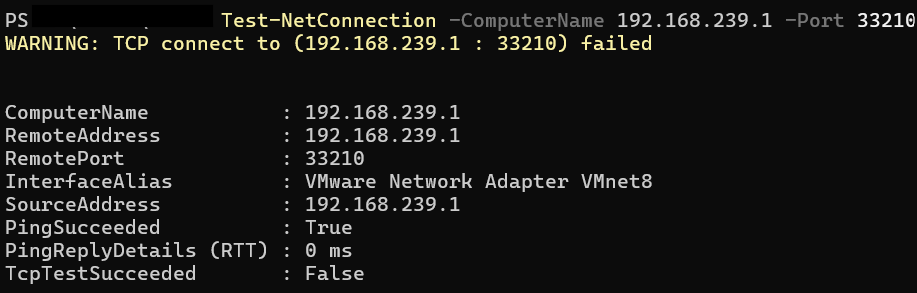 PS Test-NetConnection -ComputerName 192.168.239.1 -Port 33210
WARNING: TCP connect to (192.168.239.1 : 33210) failed
ComputerName : 192.168.239.1
RemoteAddress : 192.168.239.1
RemotePort : 33210
InterfaceAlias : VMware Network Adapter VMnet8
SourceAddress : 192.168.239.1
PingSucceeded : True
PingReplyDetails (RTT) : 0 ms
TcpTestSucceeded : False